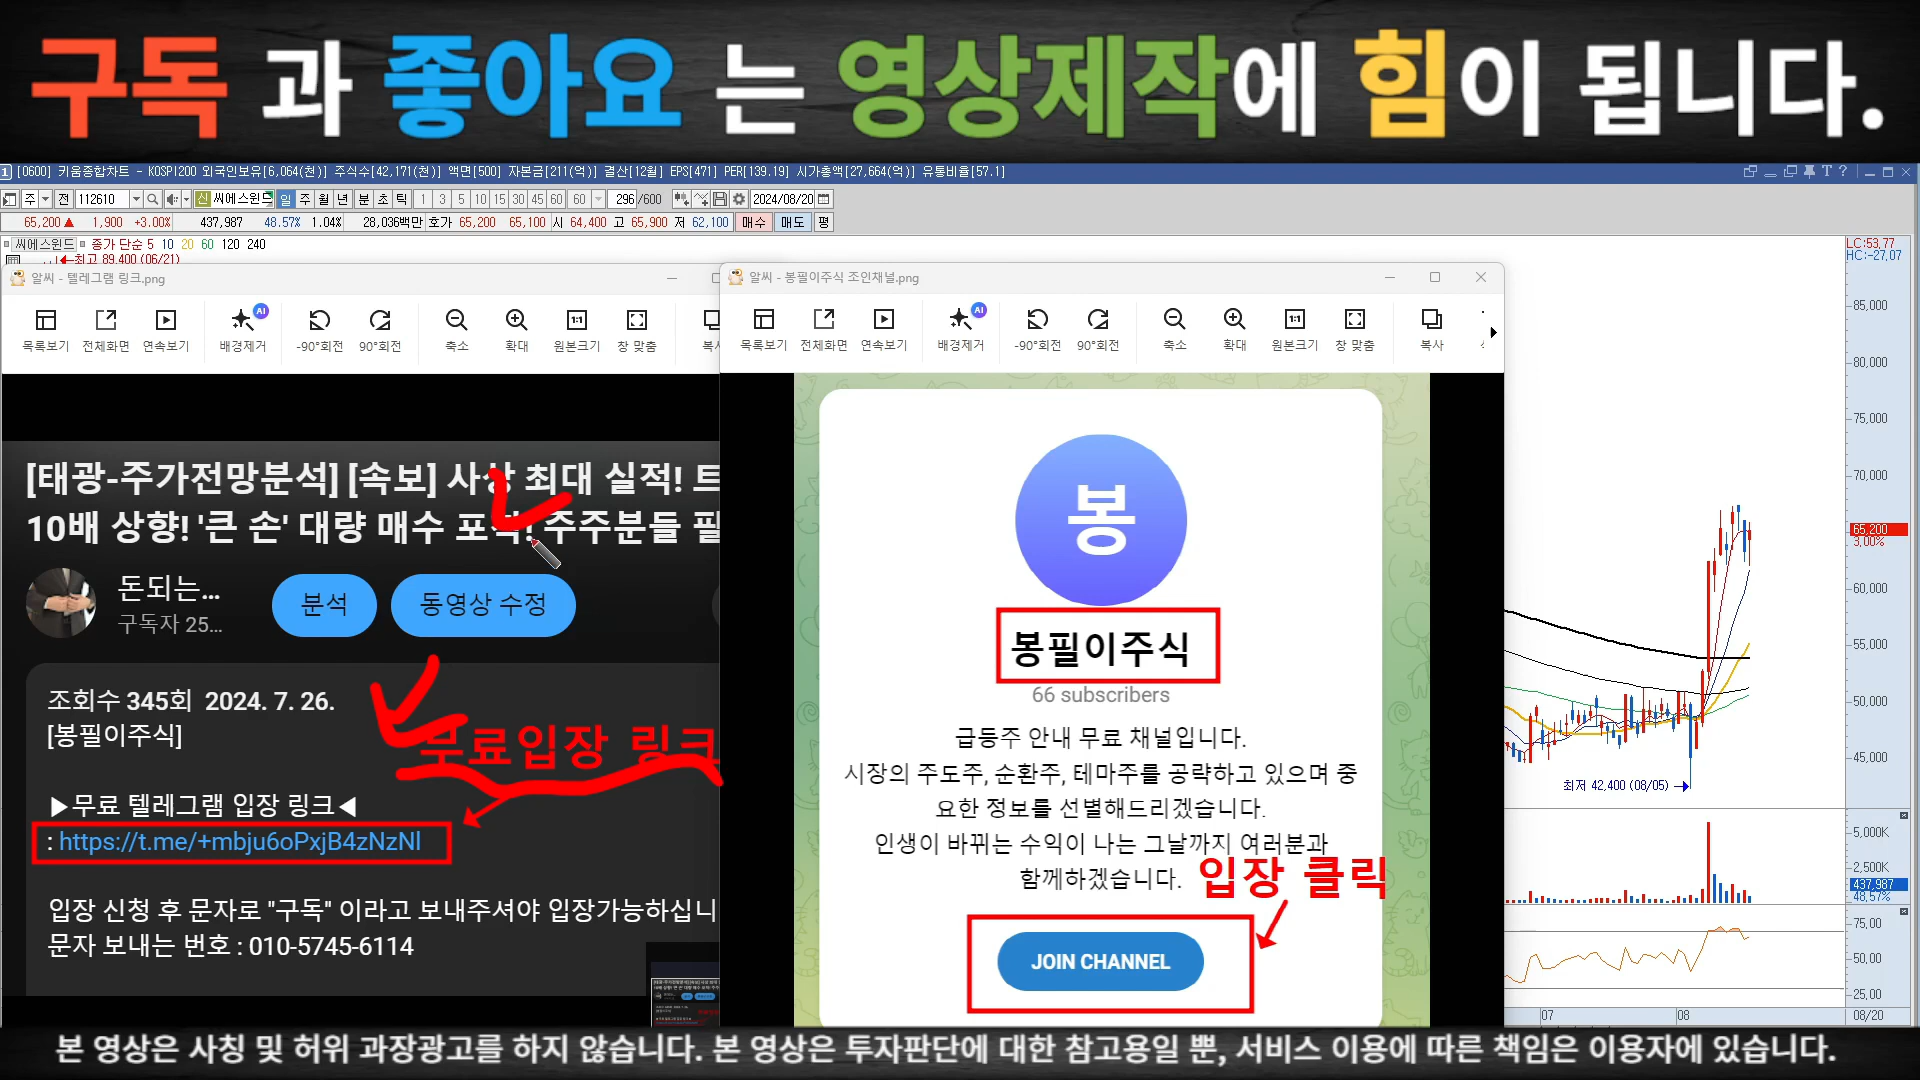 구독 과 좋아요 는 영상제작에 힘이 됩니다.
1 [0600] 키움종합차트 - KOSPI200 외국인보유[6,064(천)] 주식수[42,171(천)] 액면[500] 자본금[211(억)] 결산[12월] EPS[471] PER[139.19] 시가총액[27,664(억)] 유통비율[57.1]
주 전 112610 신 씨에스윈드 일 주 월 년 분 초 틱 1 3 5 10 15 30 45 60 60 296 /600 2024/08/20
65,200 ▲ 1,900 +3.00% 437,987 48.57% 1.04% 28,036백만 호가 65,200 65,100 시 64,400 고 65,900 저 62,100 매수 매도 평
씨에스윈드 종가 단순 5 10 20 60 120 240
최고 89,400 (06/21)
LC:53.77
HC:-27.07
알씨 - 텔레그램 링크.png
목록보기 전체화면 연속보기 AI 배경제거 -90°회전 90°회전 축소 확대 1:1 원본크기 창 맞춤
[태광-주가전망분석] [속보] 사상 최대 실적! 트
10배 상향! '큰 손' 대량 매수 포착! 주주분들 필
돈되는...
구독자 25...
분석
동영상 수정
조회수 345회 2024. 7. 26.
[봉필이주식]
무료입장 링크
▶무료 텔레그램 입장 링크◀
: https://t.me/+mbju6oPxjB4zNzNl
입장 신청 후 문자로 "구독" 이라고 보내주셔야 입장가능하십니
문자 보내는 번호 : 010-5745-6114
알씨 - 봉필이주식 조인채널.png
목록보기 전체화면 연속보기 AI 배경제거 -90°회전 90°회전 축소 확대 1:1 원본크기 창 맞춤 복사
봉
봉필이주식
66 subscribers
급등주 안내 무료 채널입니다.
시장의 주도주, 순환주, 테마주를 공략하고 있으며 중
요한 정보를 선별해드리겠습니다.
인생이 바뀌는 수익이 나는 그날까지 여러분과
함께하겠습니다.
입장 클릭
JOIN CHANNEL
85,000
80,000
75,000
70,000
65,200
3.00%
60,000
55,000
50,000
45,000
최저 42,400 (08/05)
5,000K
2,500K
437,987
48.57%
75.00
50.00
25.00
07 08 08/20
본 영상은 사칭 및 허위 과장광고를 하지 않습니다. 본 영상은 투자판단에 대한 참고용일 뿐, 서비스 이용에 따른 책임은 이용자에 있습니다.